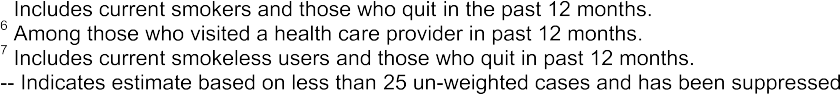 Includes current smokers and those who quit in the past 12 months.
6 Among those who visited a health care provider in past 12 months.
7 Includes current smokeless users and those who quit in past 12 months.
-- Indicates estimate based on less than 25 un-weighted cases and has been suppressed